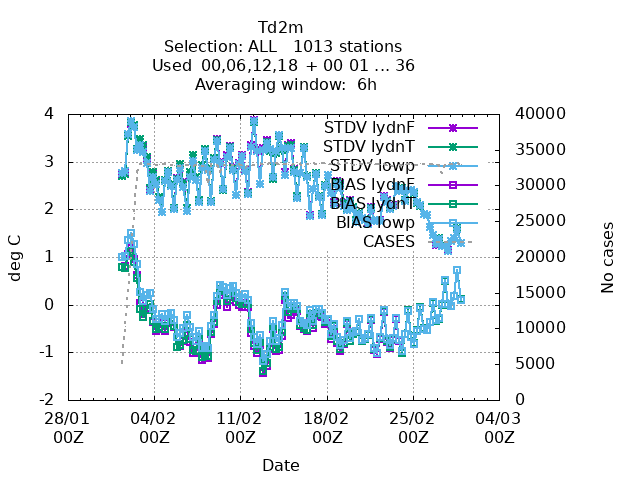 Td2m
Selection: ALL   1013 stations
Used  00,06,12,18 + 00 01 ... 36
Averaging window:  6h
4
3
2
1
0
-1
-2
deg C
40000
35000
30000
25000
20000
15000
10000
5000
0
No cases
STDV lydnF
STDV lydnT
STDV lowp
BIAS lydnF
BIAS lydnT
BIAS lowp
CASES
28/01 04/02 11/02 18/02 25/02 04/03
00Z 00Z 00Z 00Z 00Z 00Z
Date